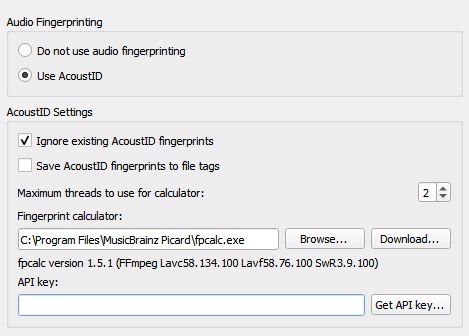 Audio Fingerprinting
Do not use audio fingerprinting
Use AcoustID
AcoustID Settings
Ignore existing AcoustID fingerprints
Save AcoustID fingerprints to file tags
Maximum threads to use for calculator: 2
Fingerprint calculator:
C:\Program Files\MusicBrainz Picard\fpcalc.exe Browse... Download...
fpcalc version 1.5.1 (FFmpeg Lavc58.134.100 Lavf58.76.100 SwR3.9.100)
API key:
Get API key...